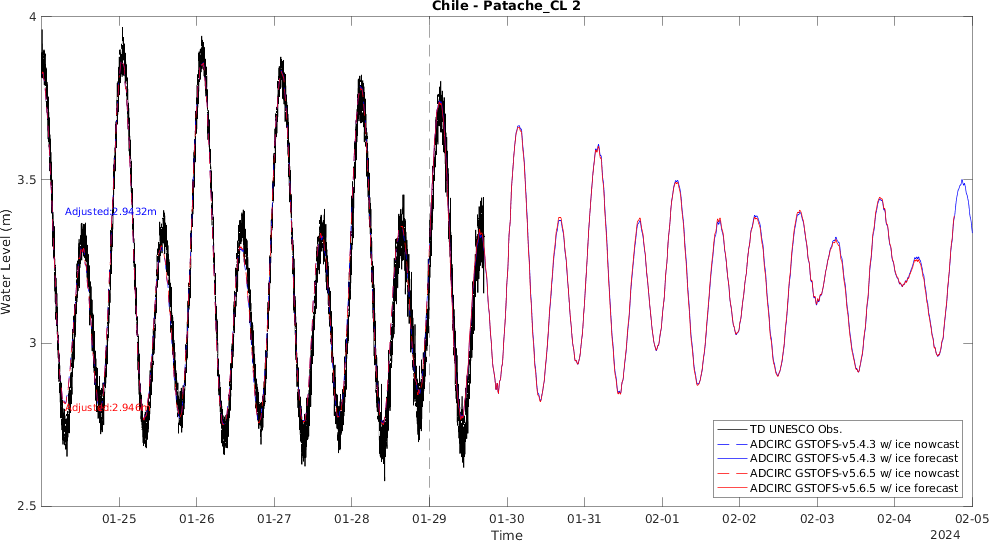 Chile - Patache_CL 2
Water Level (m)
4
3.5
3
2.5
Adjusted:2.9432m
Adjusted:2.946m
TD UNESCO Obs.
ADCIRC GSTOFS-v5.4.3 w/ ice nowcast
ADCIRC GSTOFS-v5.4.3 w/ ice forecast
ADCIRC GSTOFS-v5.6.5 w/ ice nowcast
ADCIRC GSTOFS-v5.6.5 w/ ice forecast
01-25 01-26 01-27 01-28 01-29 01-30 01-31 02-01 02-02 02-03 02-04 02-05
Time
2024